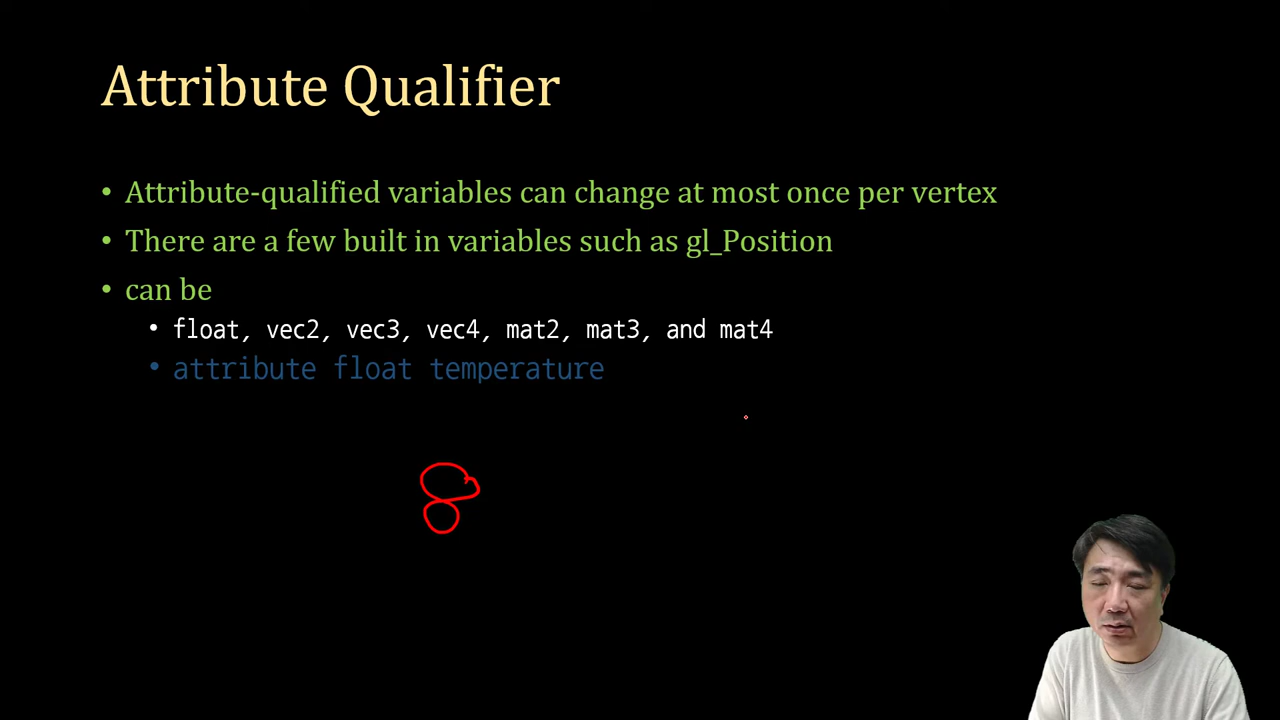 Attribute Qualifier
• Attribute-qualified variables can change at most once per vertex
• There are a few built in variables such as gl_Position
• can be
• float, vec2, vec3, vec4, mat2, mat3, and mat4
• attribute float temperature